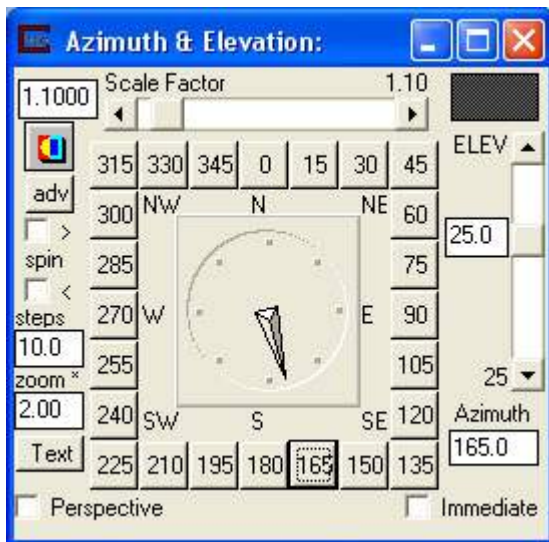 Azimuth & Elevation:
1.1000 Scale Factor 1.10
315 330 345 0 15 30 45 ELEV
adv 300 NW N NE 60
> 25.0
spin 285 75
<
steps 270 W E 90
10.0 255 105
zoom × 25
2.00 240 SW S SE 120 Azimuth
Text 225 210 195 180 165 150 135 165.0
Perspective Immediate